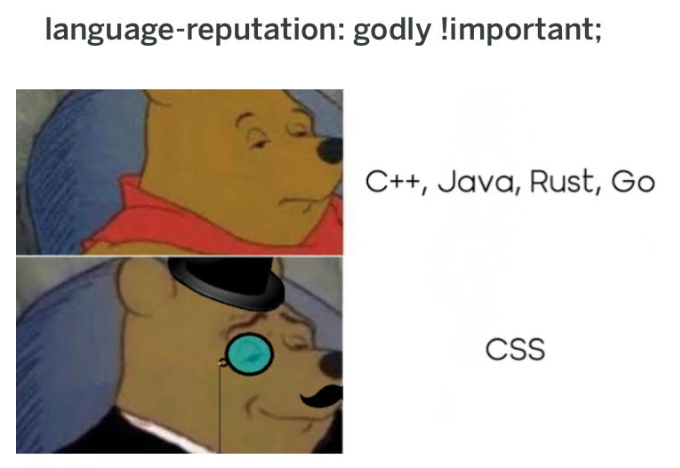 language-reputation: godly !important;
C++, Java, Rust, Go
CSS